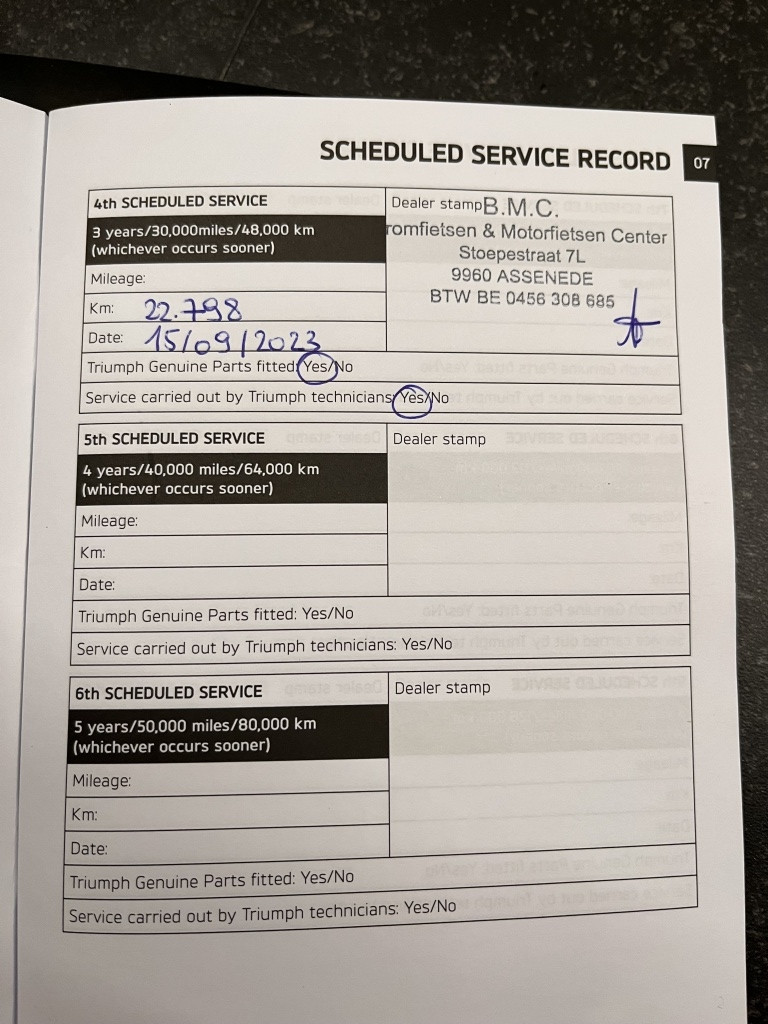 SCHEDULED SERVICE RECORD 07
4th SCHEDULED SERVICE
3 years/30,000miles/48,000 km
(whichever occurs sooner)
Mileage:
Km: 22.798
Date: 15/09/2023
Dealer stamp B.M.C.
romfietsen & Motorfietsen Center
Stoepestraat 7L
9960 ASSENEDE
BTW BE 0456 308 685
Triumph Genuine Parts fitted: Yes/No
Service carried out by Triumph technicians: Yes/No
5th SCHEDULED SERVICE
4 years/40,000 miles/64,000 km
(whichever occurs sooner)
Mileage:
Km:
Date:
Dealer stamp
Triumph Genuine Parts fitted: Yes/No
Service carried out by Triumph technicians: Yes/No
6th SCHEDULED SERVICE
5 years/50,000 miles/80,000 km
(whichever occurs sooner)
Mileage:
Km:
Date:
Dealer stamp
Triumph Genuine Parts fitted: Yes/No
Service carried out by Triumph technicians: Yes/No